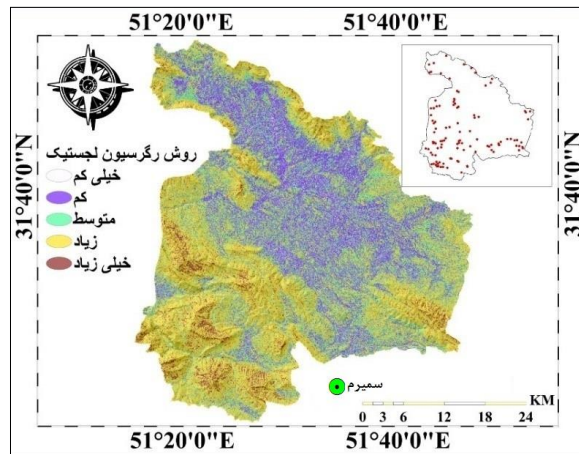 51°20'0"E 51°40'0"E
31°40'0"N
31°40'0"N
روش رگرسیون لجستیک
خیلی کم
کم
متوسط
زیاد
خیلی زیاد
سمیرم
KM
0 3 6 12 18 24
51°20'0"E 51°40'0"E